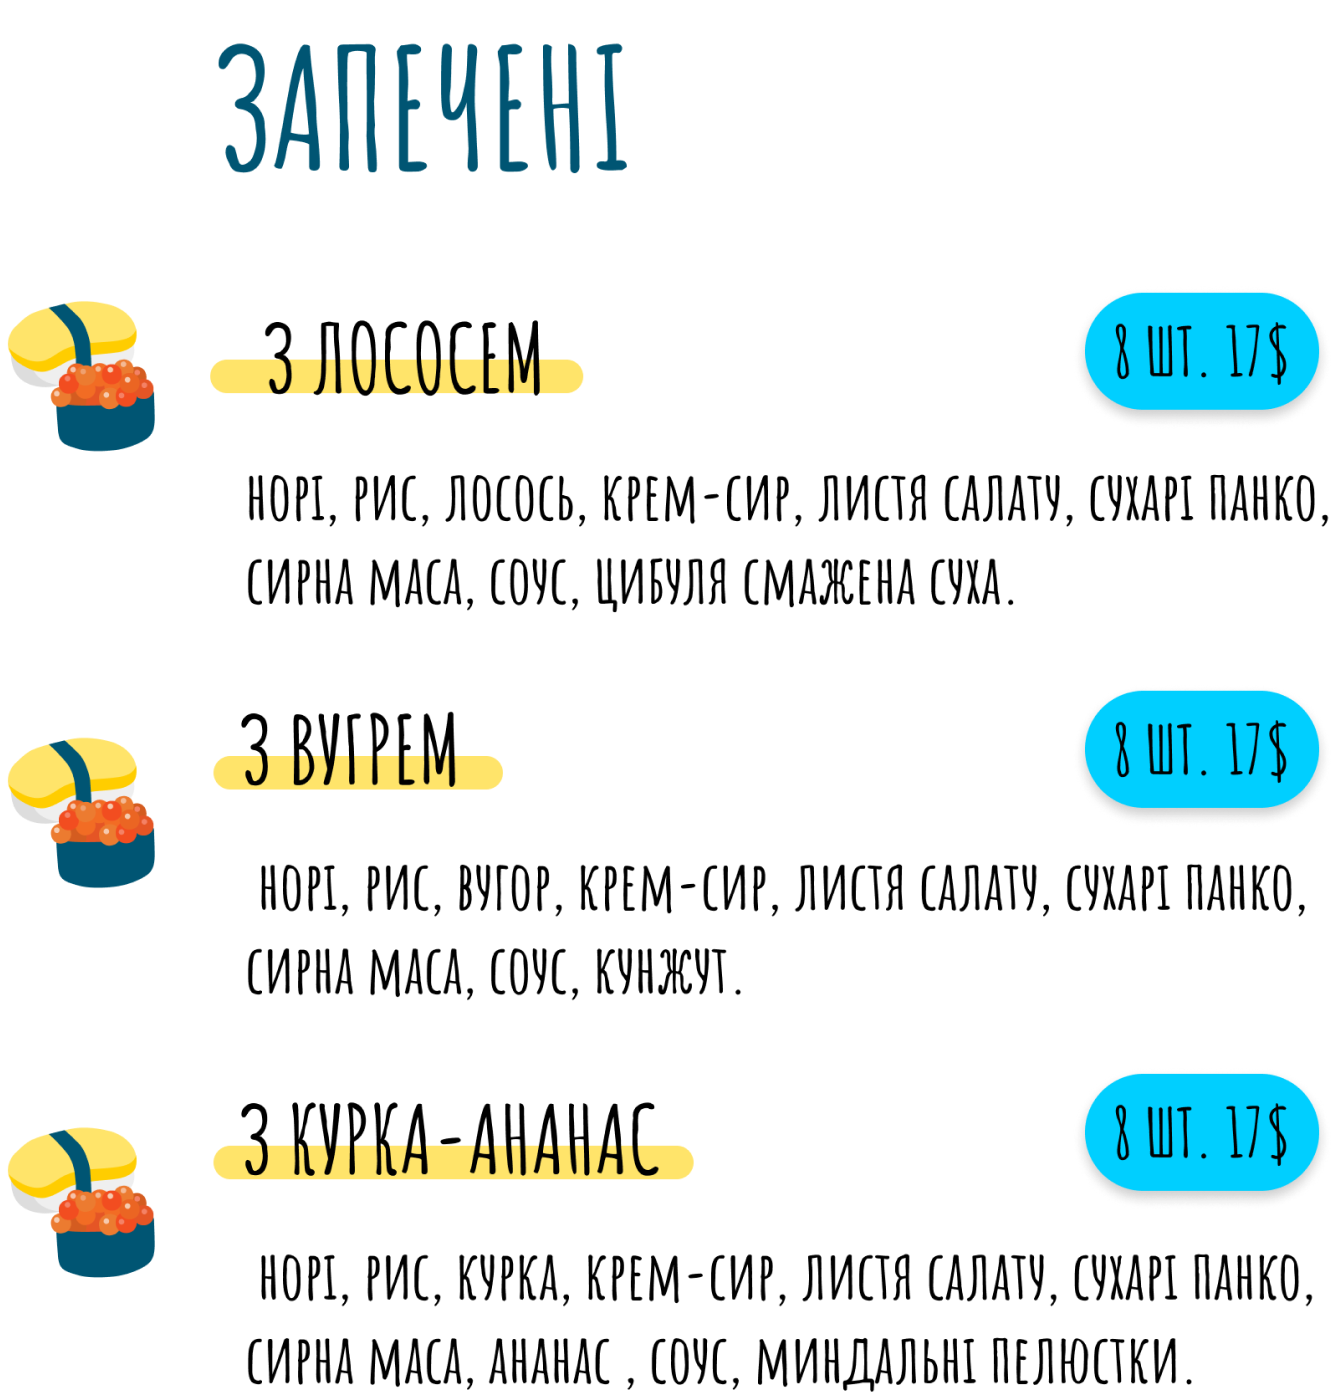 ЗАПЕЧЕНІ
З ЛОСОСЕМ
8 ШТ. 17$
НОРІ, РИС, ЛОСОСЬ, КРЕМ-СИР, ЛИСТЯ САЛАТУ, СУХАРІ ПАНКО,
СИРНА МАСА, СОУС, ЦИБУЛЯ СМАЖЕНА СУХА.
З ВУГРЕМ
8 ШТ. 17$
НОРІ, РИС, ВУГОР, КРЕМ-СИР, ЛИСТЯ САЛАТУ, СУХАРІ ПАНКО,
СИРНА МАСА, СОУС, КУНЖУТ.
З КУРКА-АНАНАС
8 ШТ. 17$
НОРІ, РИС, КУРКА, КРЕМ-СИР, ЛИСТЯ САЛАТУ, СУХАРІ ПАНКО,
СИРНА МАСА, АНАНАС , СОУС, МИНДАЛЬНІ ПЕЛЮСТКИ.